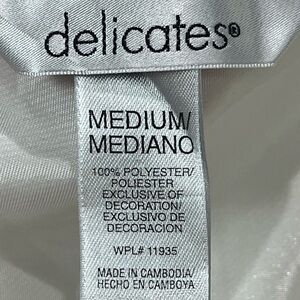 delicates®
MEDIUM/
MEDIANO
100% POLYESTER/
POLIESTER
EXCLUSIVE OF
DECORATION/
EXCLUSIVO DE
DECORACION
WPL# 11935
MADE IN CAMBODIA
HECHO EN CAMBOYA